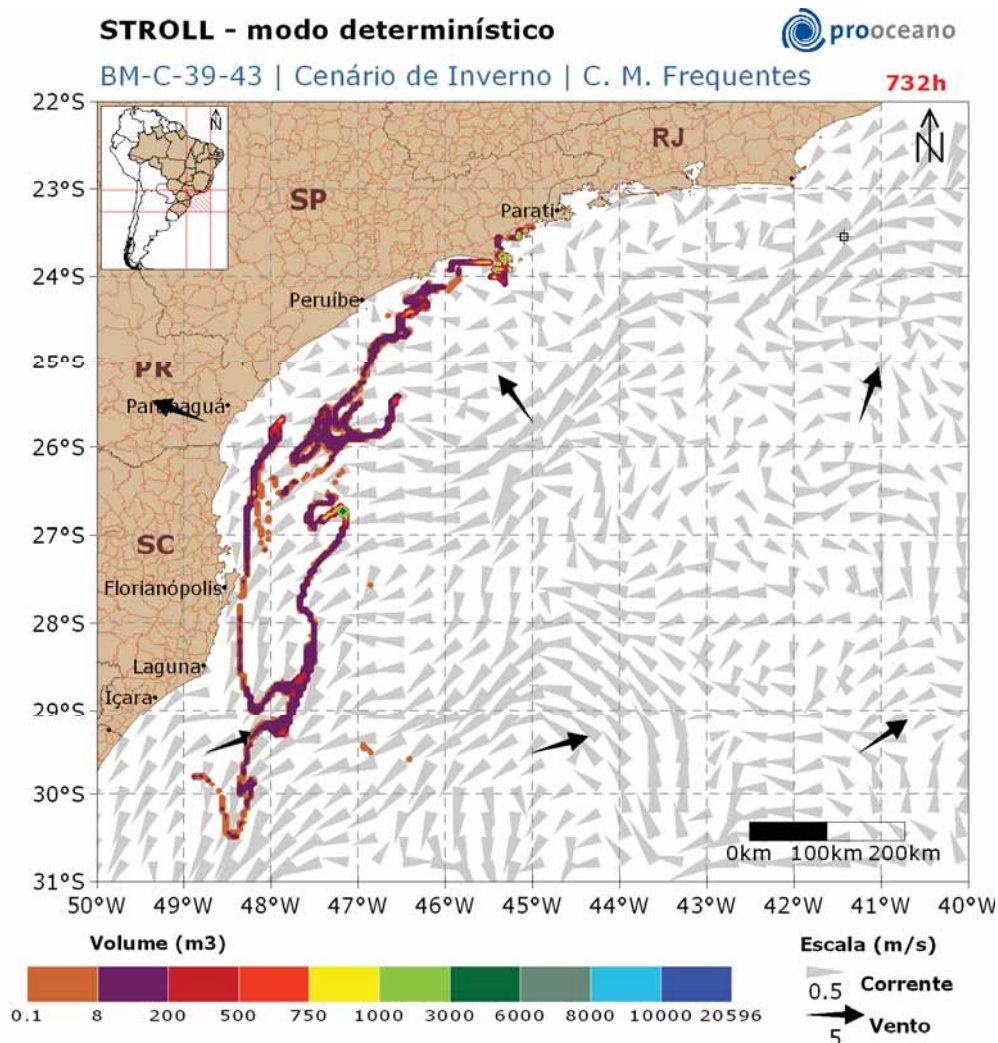 STROLL - modo determinístico
prooceano
BM-C-39-43 | Cenário de Inverno | C. M. Frequentes
732h
22°S
N
N
RJ
23°S
SP
Parati
24°S
Peruíbe
25°S
PR
Paranaguá
26°S
27°S
SC
Florianópolis
28°S
Laguna
Içara
29°S
30°S
0km 100km 200km
31°S
50°W 49°W 48°W 47°W 46°W 45°W 44°W 43°W 42°W 41°W 40°W
Volume (m3)
0.1 8 200 500 750 1000 3000 6000 8000 10000 20596
Escala (m/s)
0.5 Corrente
5 Vento